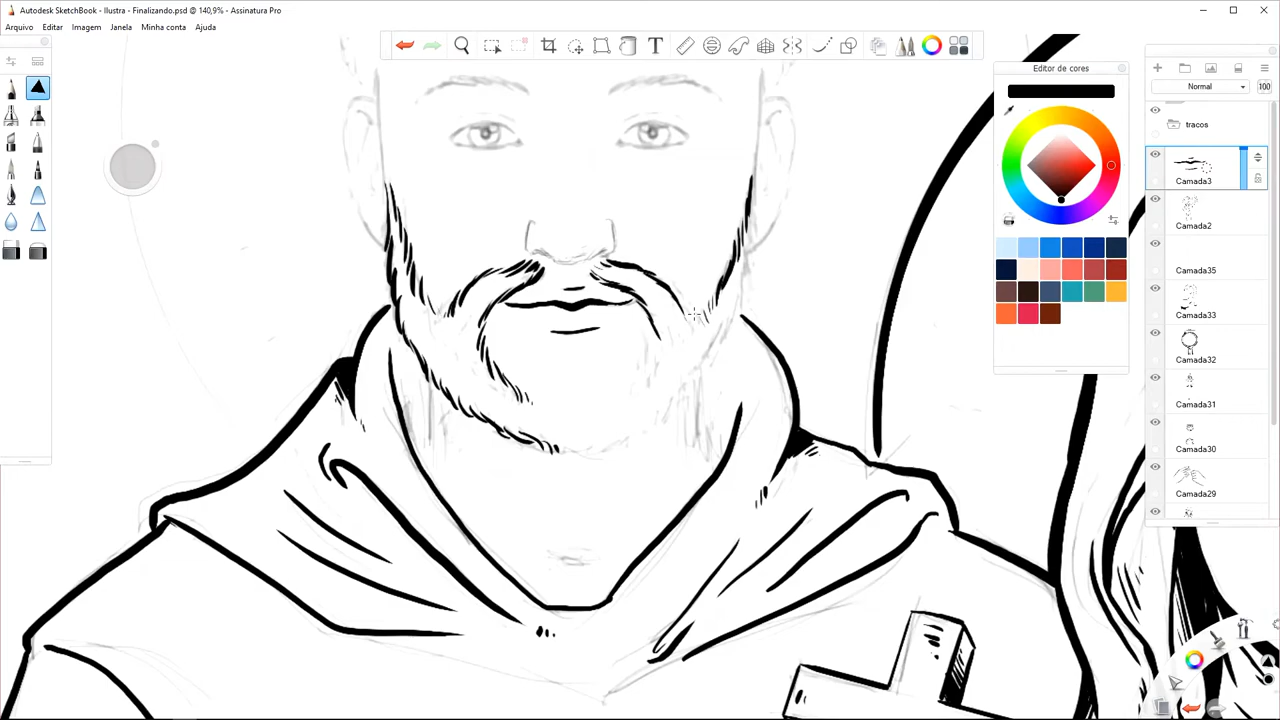 Autodesk SketchBook - Ilustra - Finalizando.psd @ 140,9% - Assinatura Pro
Arquivo Editar Imagem Janela Minha conta Ajuda
T
Editor de cores
Normal 100
tracos
Camada3
Camada2
Camada35
Camada33
Camada32
Camada31
Camada30
Camada29